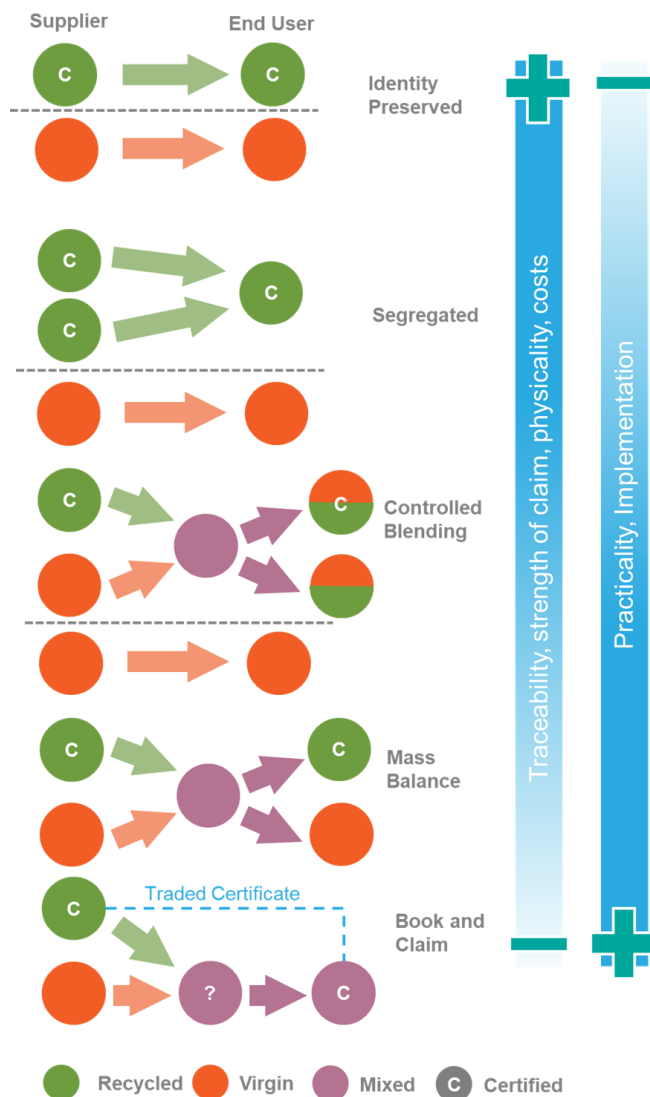 Supplier
End User
C
C
Identity
Preserved
C
C
C
Segregated
C
C
Controlled
Blending
C
C
Mass
Balance
Traded Certificate
C
Book and
Claim
?
C
Traceability, strength of claim, physicality, costs
Practicality, Implementation
Recycled
Virgin
Mixed
C
Certified